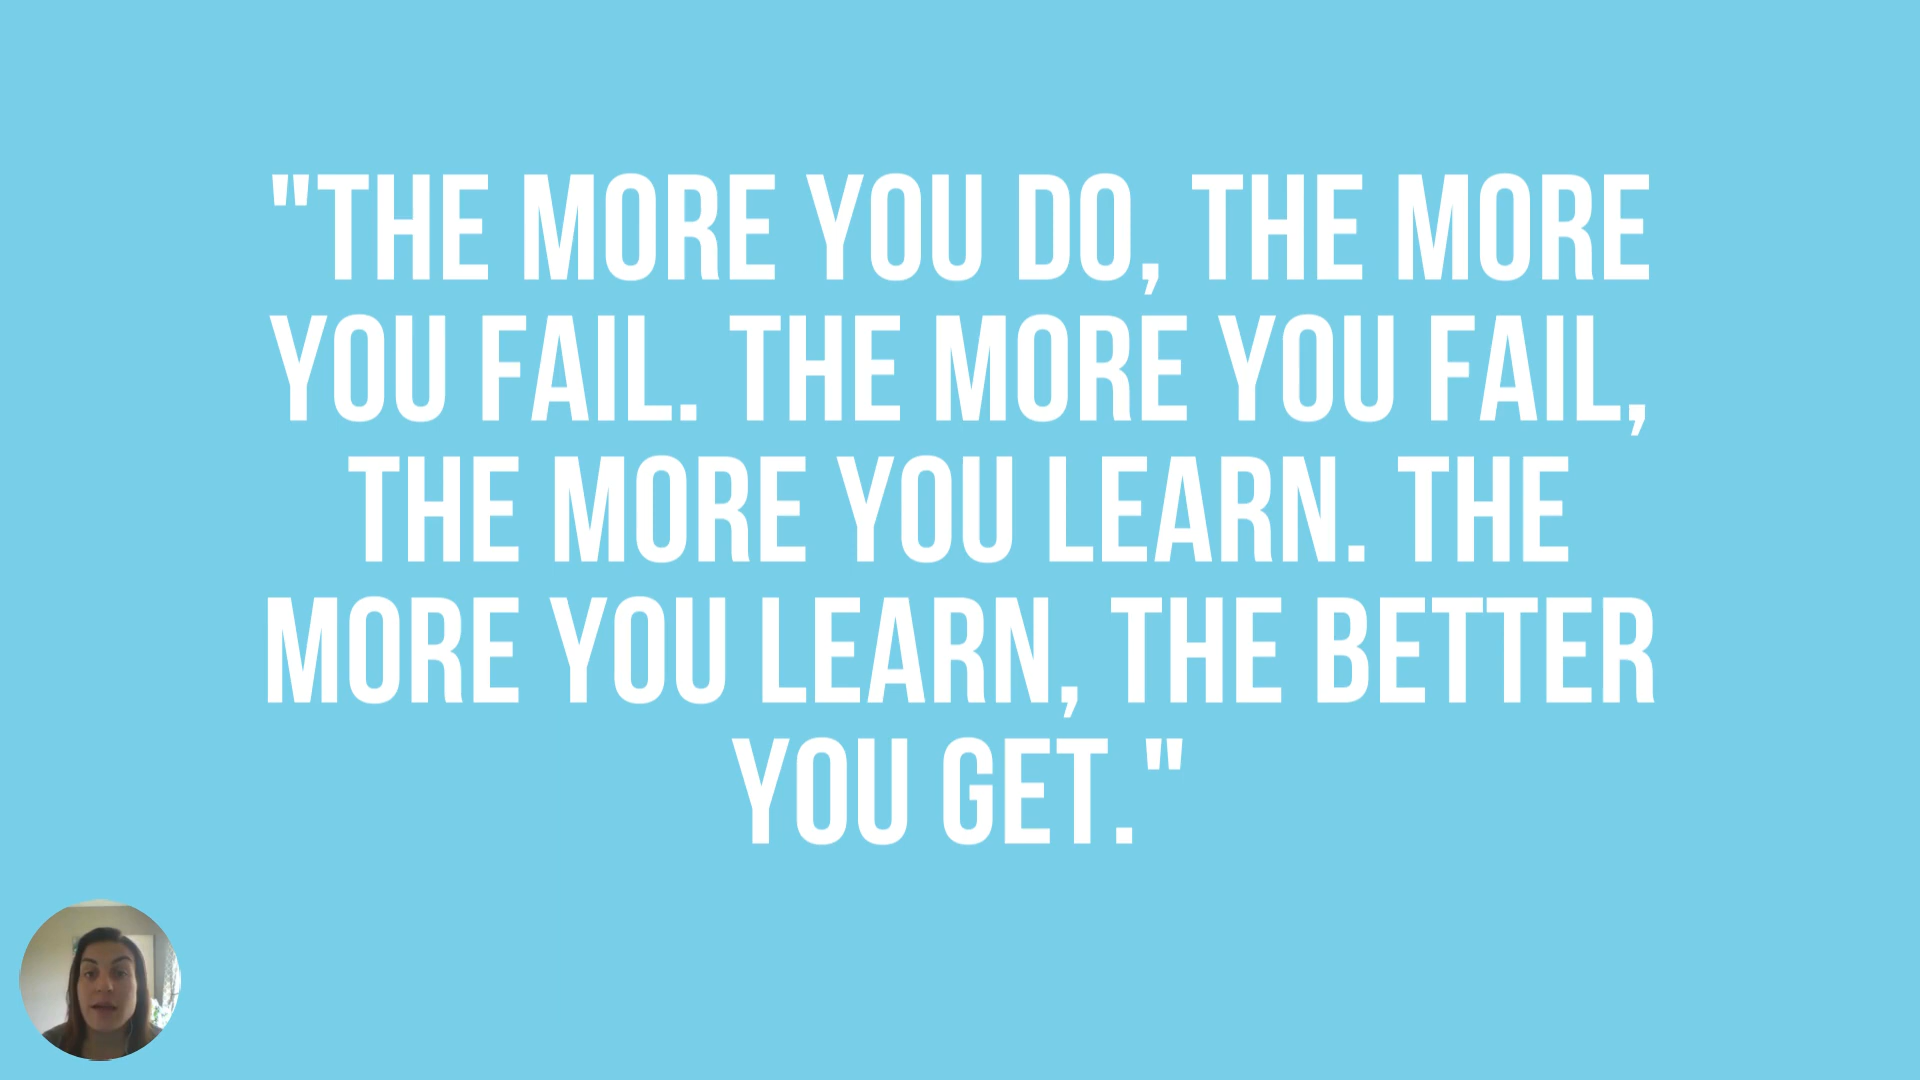 "THE MORE YOU DO, THE MORE
YOU FAIL. THE MORE YOU FAIL,
THE MORE YOU LEARN. THE
MORE YOU LEARN, THE BETTER
YOU GET."